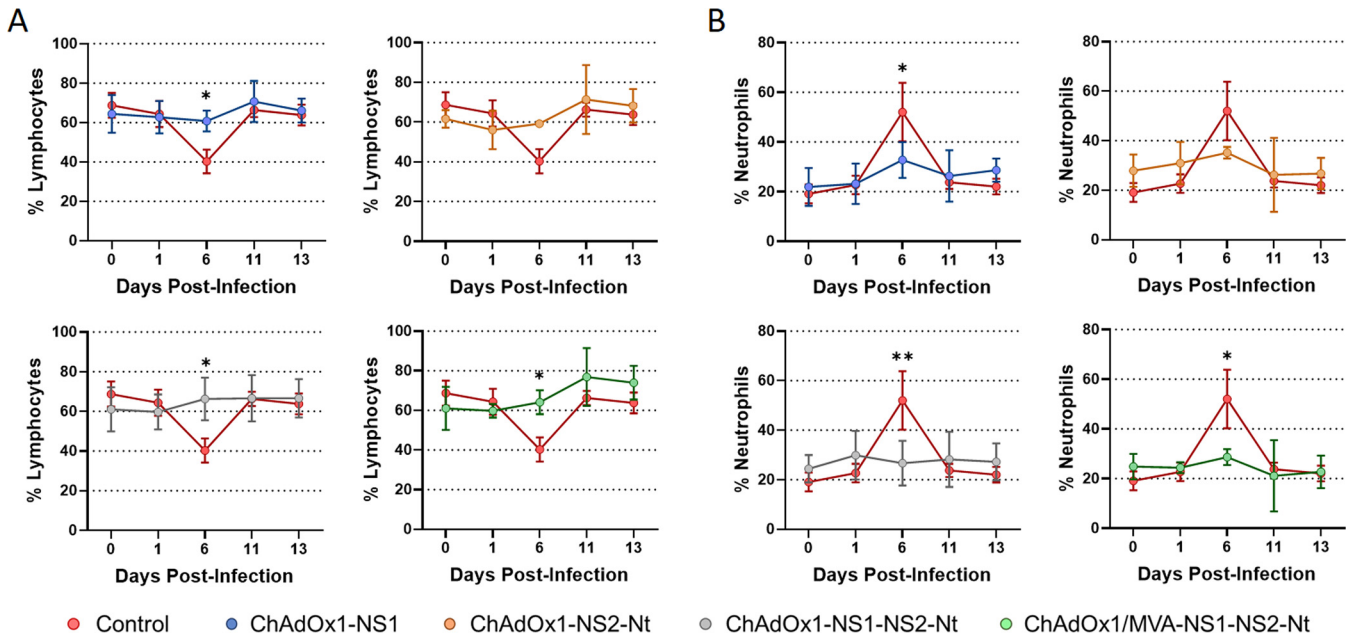 A
B
% Lymphocytes
100
80
60
40
20
0
*
0 1 6 11 13
Days Post-Infection
% Lymphocytes
100
80
60
40
20
0
0 1 6 11 13
Days Post-Infection
% Neutrophils
80
60
40
20
0
*
0 1 6 11 13
Days Post-Infection
% Neutrophils
80
60
40
20
0
0 1 6 11 13
Days Post-Infection
% Lymphocytes
100
80
60
40
20
0
*
0 1 6 11 13
Days Post-Infection
% Lymphocytes
100
80
60
40
20
0
*
0 1 6 11 13
Days Post-Infection
% Neutrophils
80
60
40
20
0
**
0 1 6 11 13
Days Post-Infection
% Neutrophils
80
60
40
20
0
*
0 1 6 11 13
Days Post-Infection
Control ChAdOx1-NS1 ChAdOx1-NS2-Nt ChAdOx1-NS1-NS2-Nt ChAdOx1/MVA-NS1-NS2-Nt